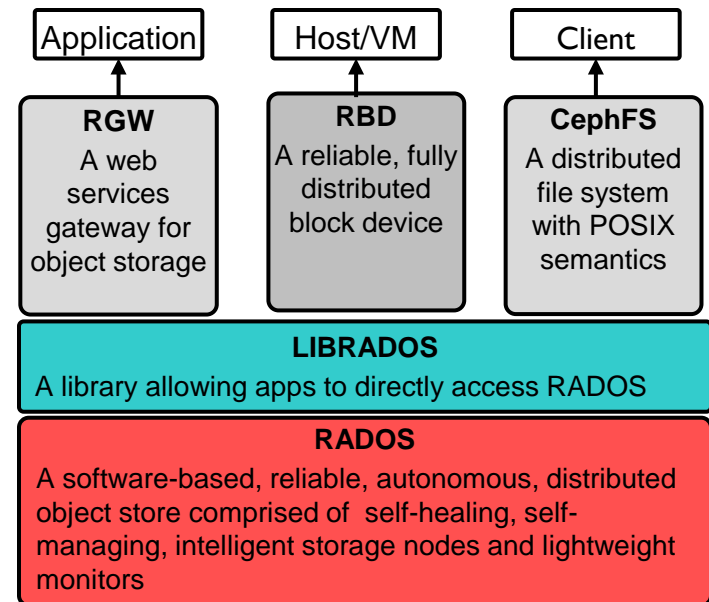 Application
Host/VM
Client
RGW
A web
services
gateway for
object storage
RBD
A reliable, fully
distributed
block device
CephFS
A distributed
file system
with POSIX
semantics
LIBRADOS
A library allowing apps to directly access RADOS
RADOS
A software-based, reliable, autonomous, distributed
object store comprised of self-healing, self-
managing, intelligent storage nodes and lightweight
monitors